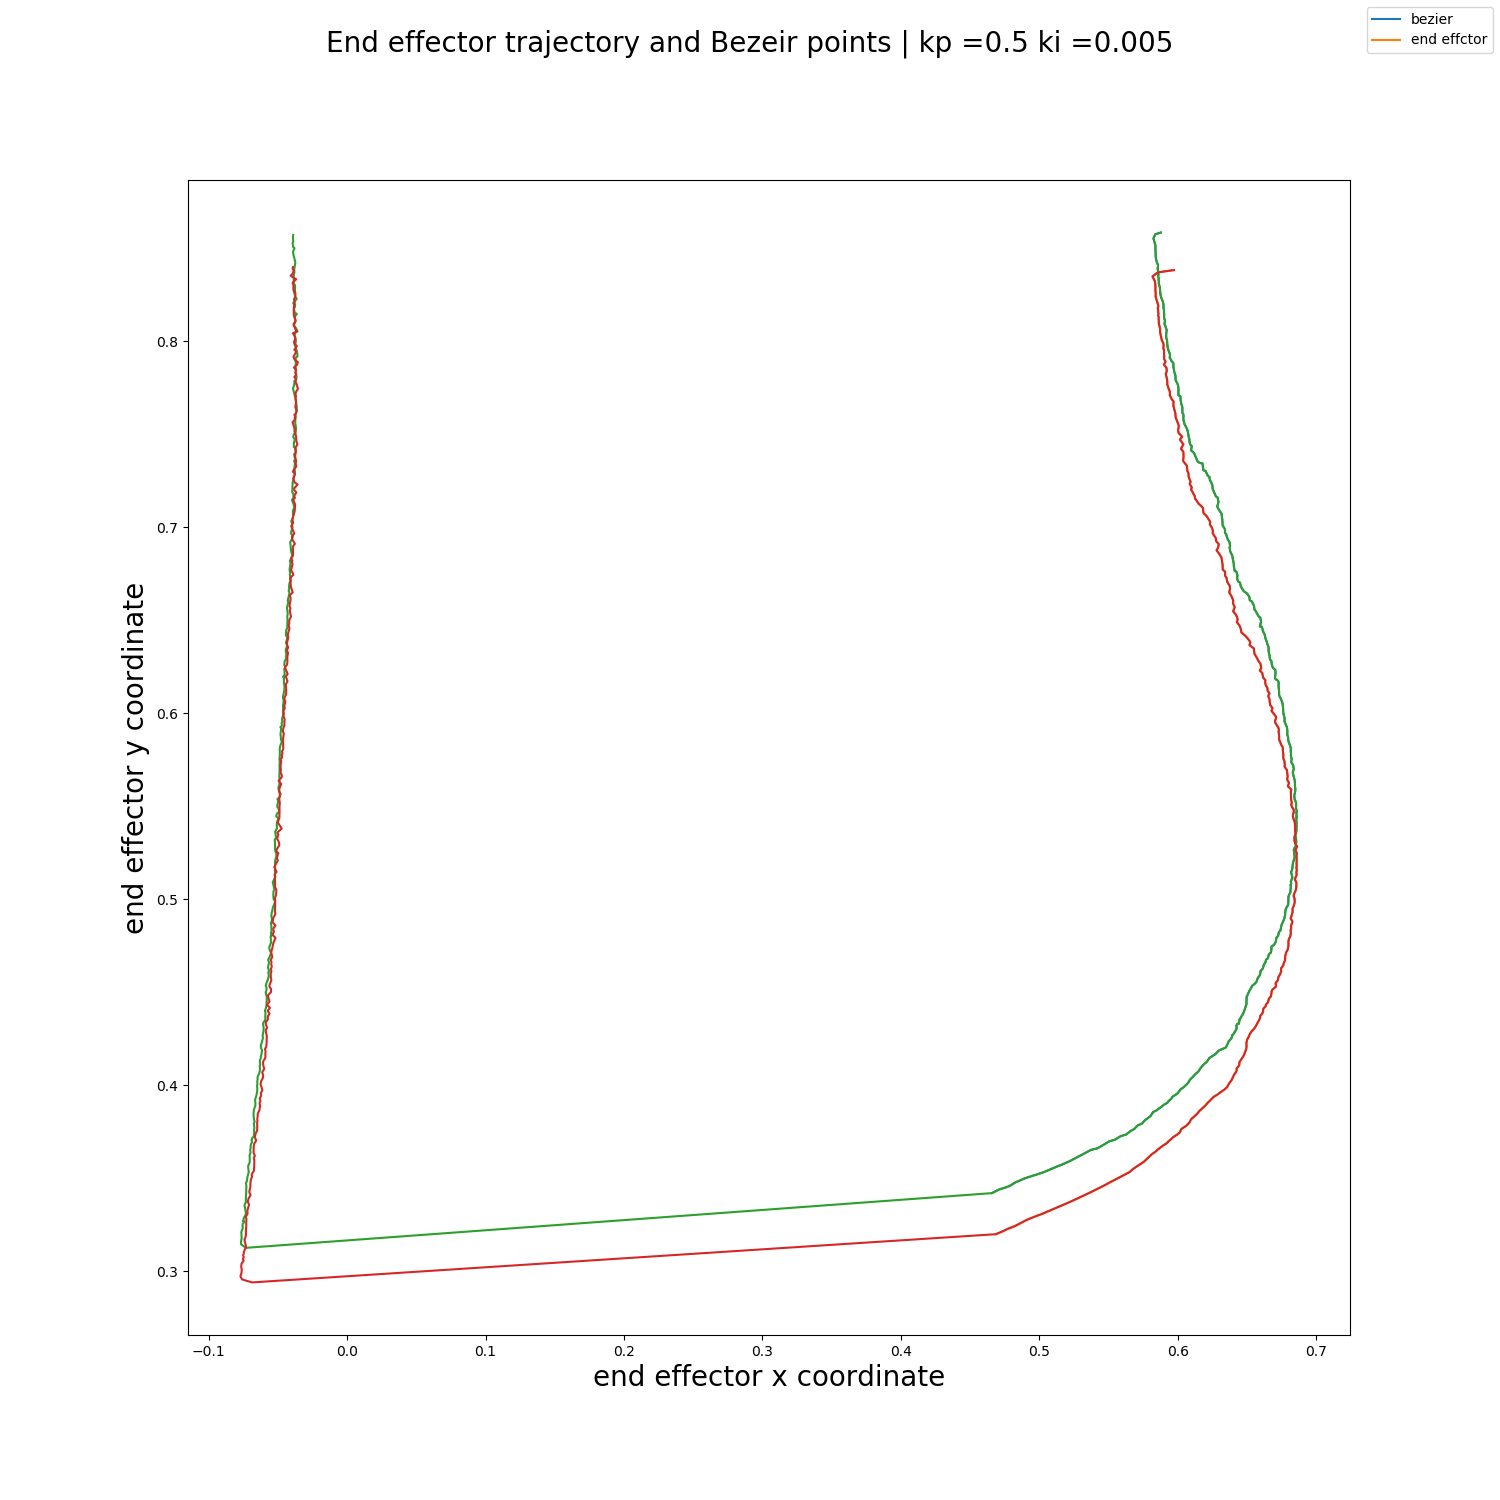 bezier
end effctor
End effector trajectory and Bezeir points | kp =0.5 ki =0.005
end effector y coordinate
0.8
0.7
0.6
0.5
0.4
0.3
−0.1 0.0 0.1 0.2 0.3 0.4 0.5 0.6 0.7
end effector x coordinate